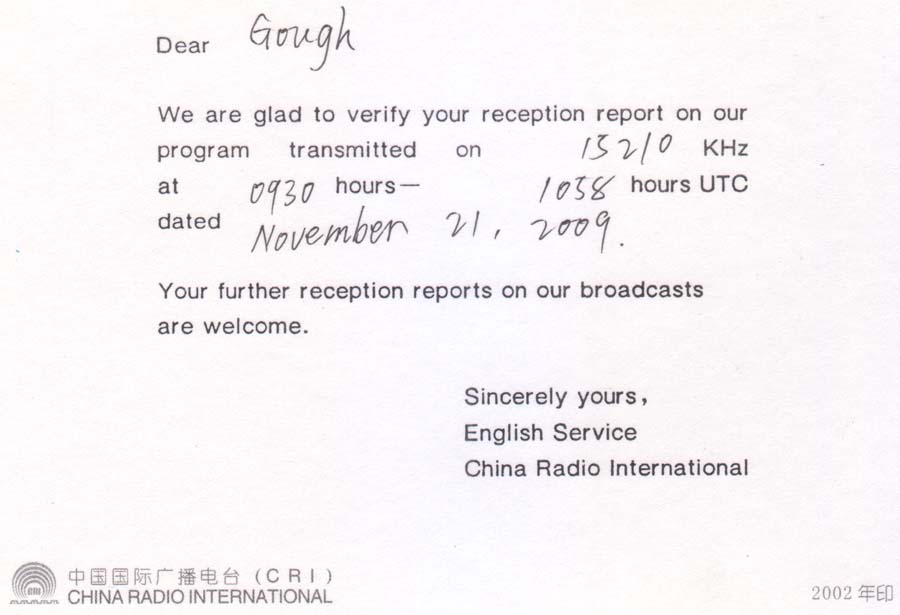 Dear Gough
We are glad to verify your reception report on our
program transmitted on 15210 KHz
at 0930 hours— 1058 hours UTC
dated November 21, 2009.
Your further reception reports on our broadcasts
are welcome.
Sincerely yours,
English Service
China Radio International
中国国际广播电台 (CRI)
CHINA RADIO INTERNATIONAL
2002 年印